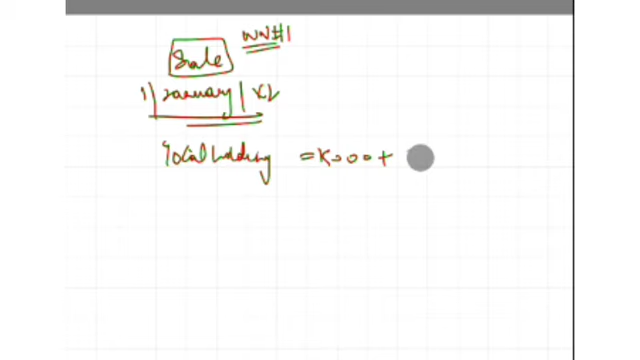 WN#1
Sale
1 | January | X2
Total holding =